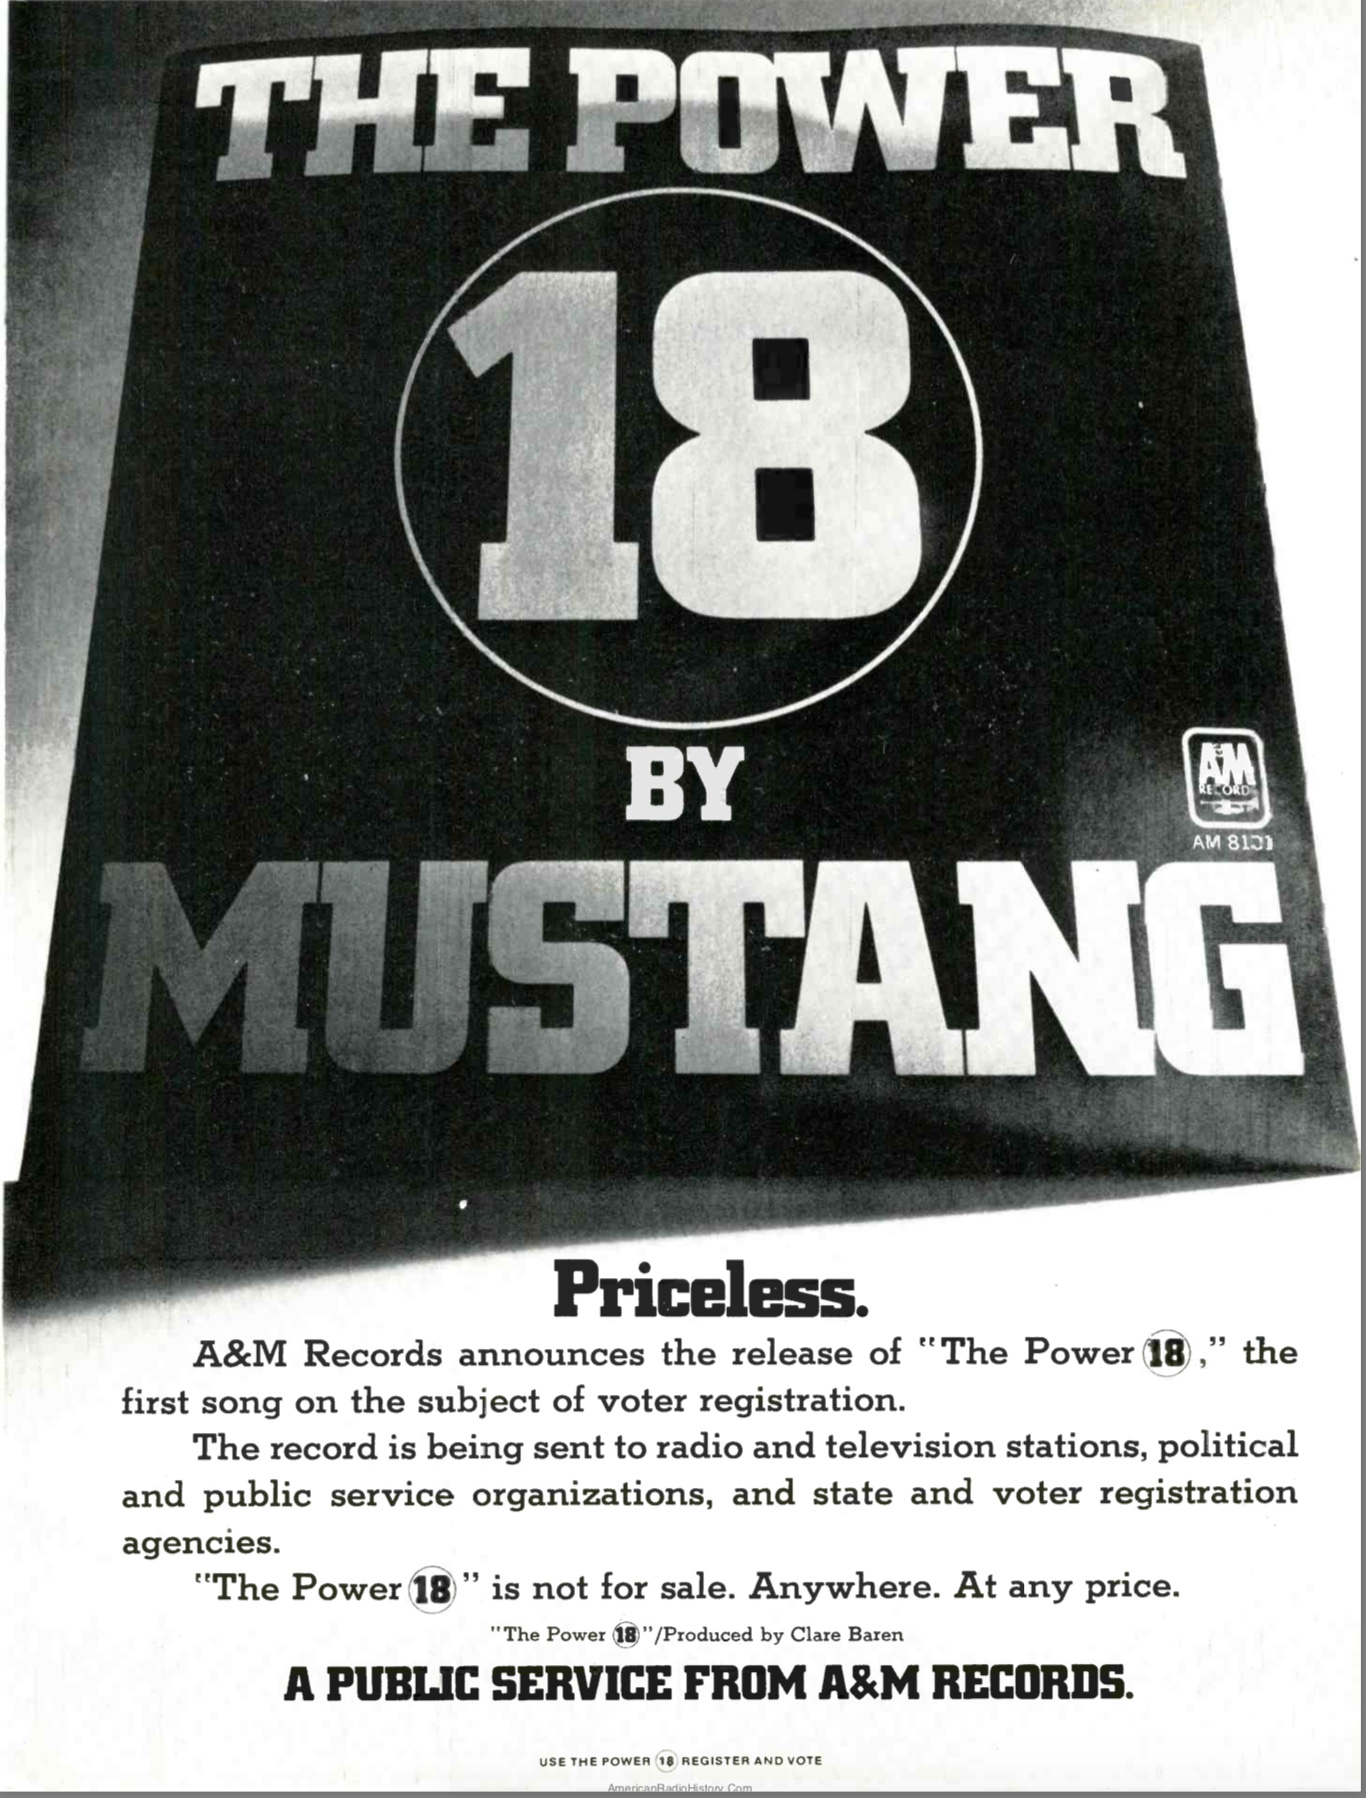 THE POWER
18
BY
A&M
RECORDS
MUSTANG
Priceless.
A&M Records announces the release of "The Power 18," the
first song on the subject of voter registration.
The record is being sent to radio and television stations, political
and public service organizations, and state and voter registration
agencies.
"The Power 18" is not for sale. Anywhere. At any price.
"The Power 18"/Produced by Clare Baren
A PUBLIC SERVICE FROM A&M RECORDS.
USE THE POWER 18 REGISTER AND VOTE
AmericanRadioHistory.Com